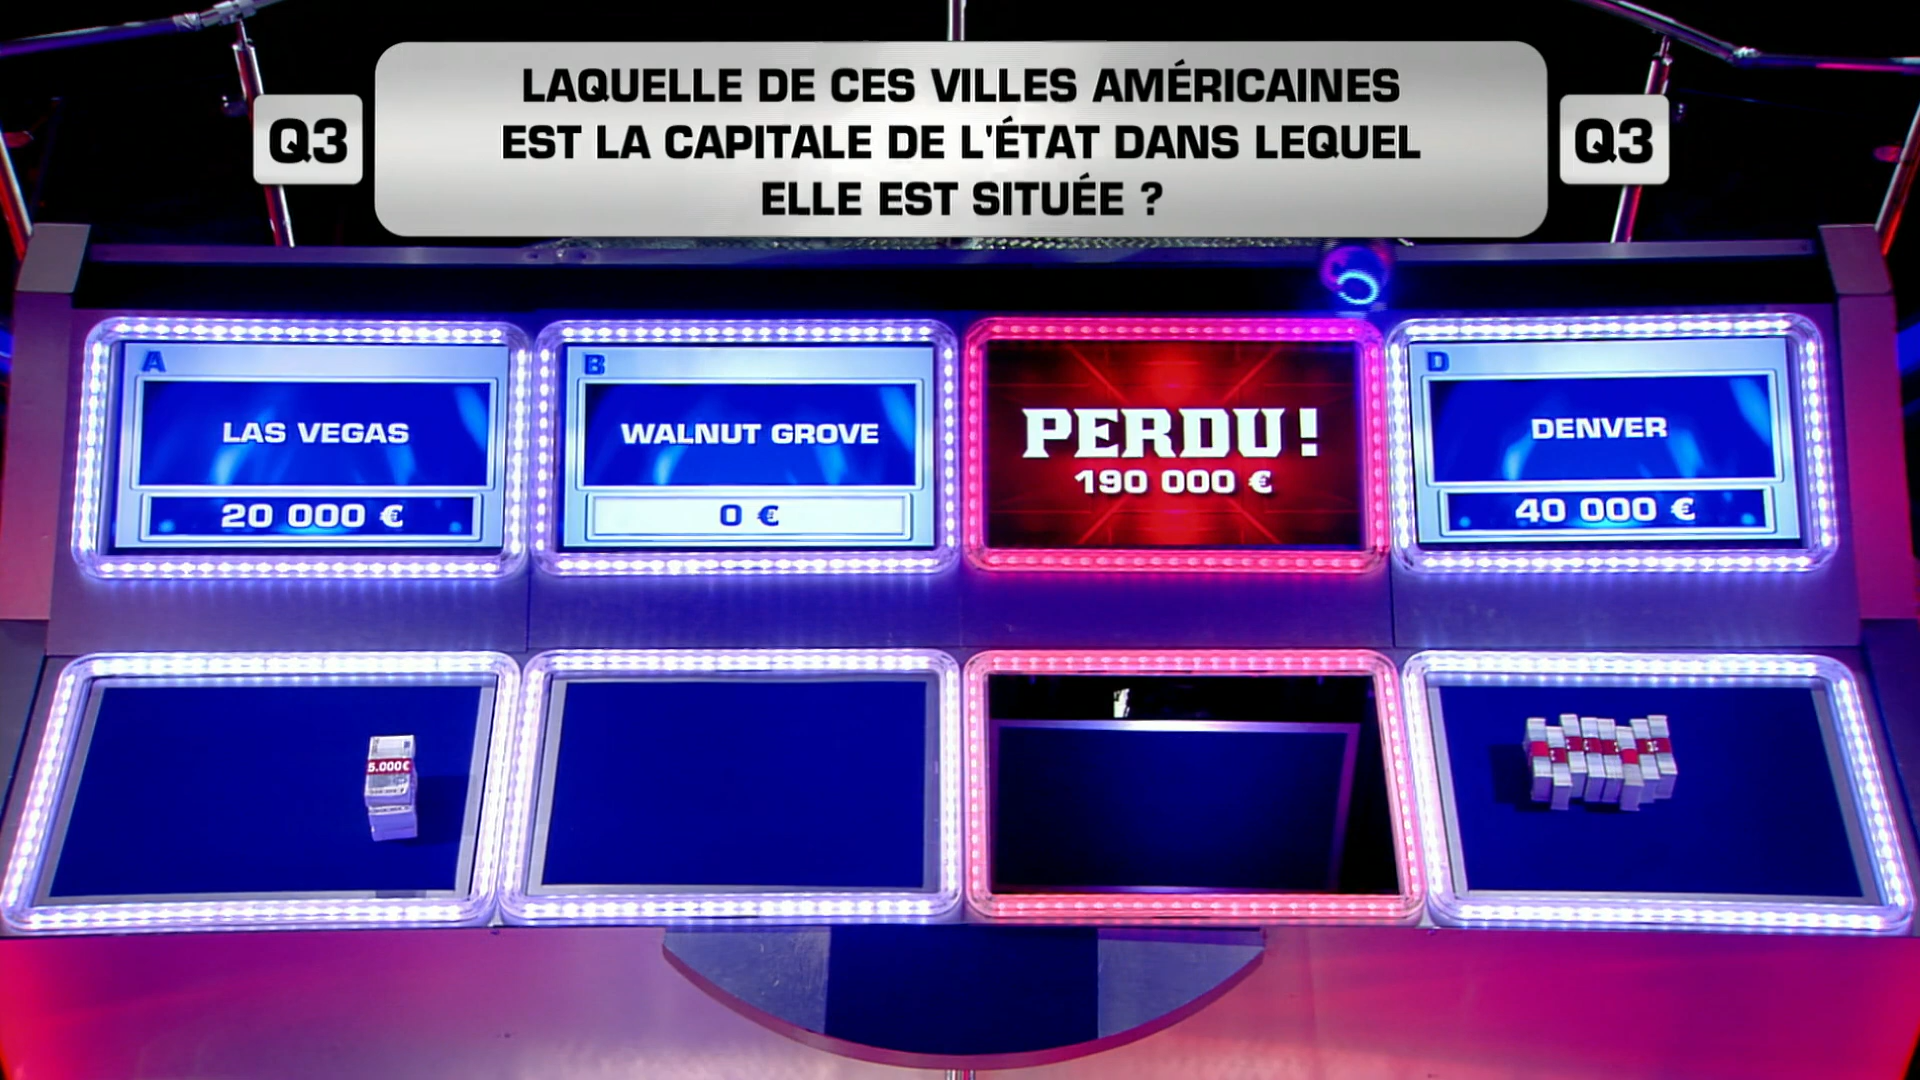 LAQUELLE DE CES VILLES AMÉRICAINES
EST LA CAPITALE DE L'ÉTAT DANS LEQUEL
ELLE EST SITUÉE ?
Q3
Q3
A
LAS VEGAS
20 000 €
B
WALNUT GROVE
0 €
PERDU !
190 000 €
D
DENVER
40 000 €
5.000€